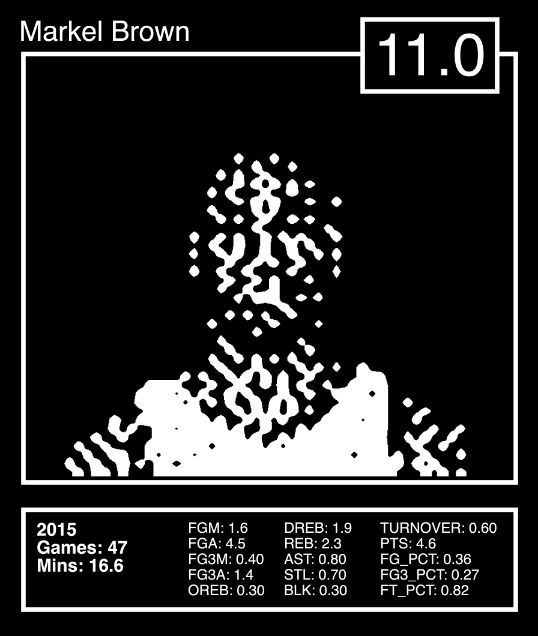 Markel Brown
11.0
2015
Games: 47
Mins: 16.6
FGM: 1.6
FGA: 4.5
FG3M: 0.40
FG3A: 1.4
OREB: 0.30
DREB: 1.9
REB: 2.3
AST: 0.80
STL: 0.70
BLK: 0.30
TURNOVER: 0.60
PTS: 4.6
FG_PCT: 0.36
FG3_PCT: 0.27
FT_PCT: 0.82